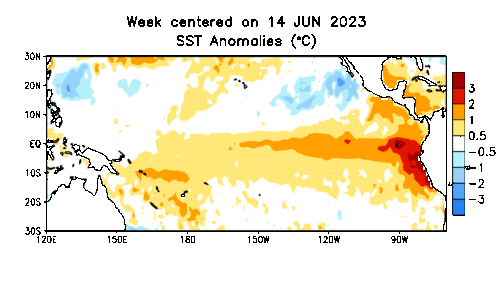 Week centered on 14 JUN 2023
SST Anomalies (°C)
30N
20N
10N
EQ
10S
20S
30S
120E 150E 180 150W 120W 90W
3
2
1
0.5
-0.5
-1
-2
-3